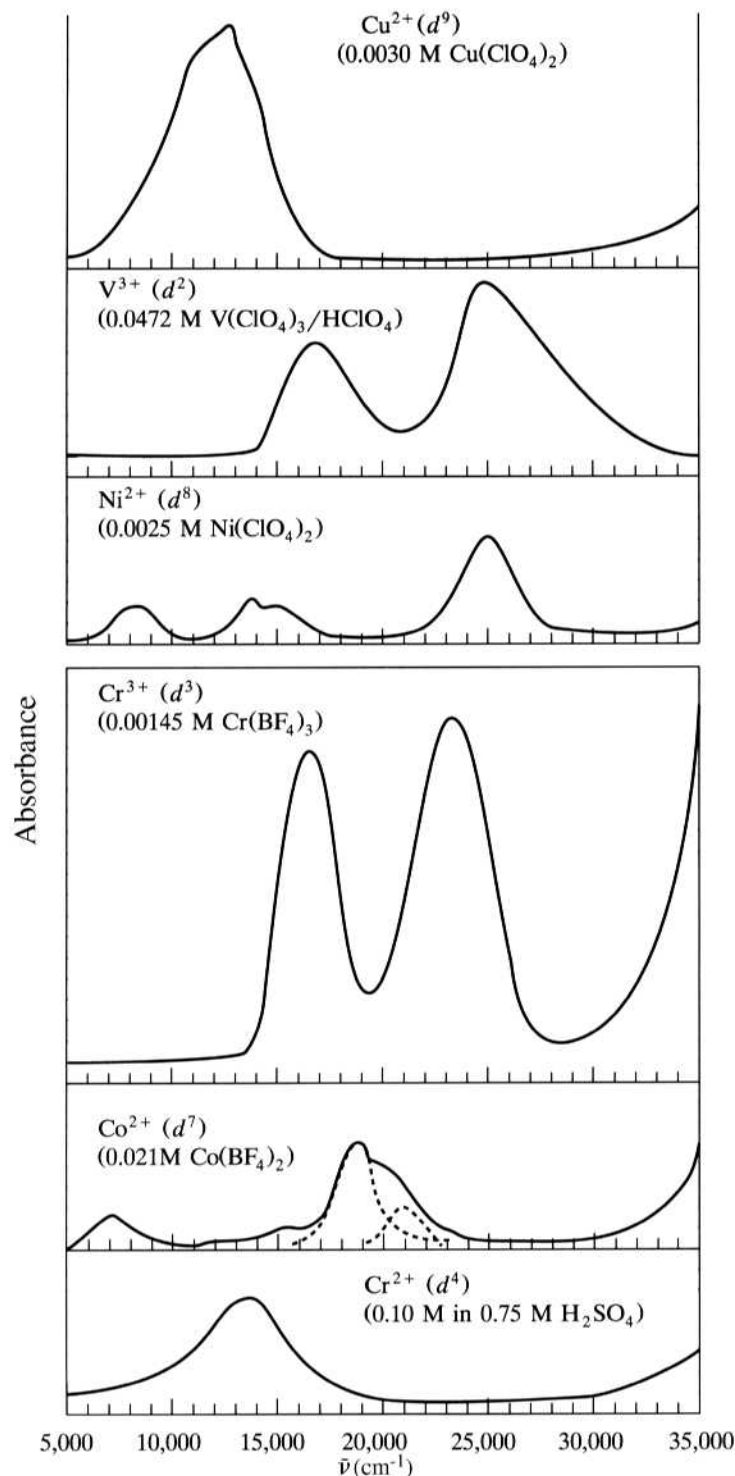 Cu²⁺ (d⁹)
(0.0030 M Cu(ClO₄)₂)
V³⁺ (d²)
(0.0472 M V(ClO₄)₃/HClO₄)
Ni²⁺ (d⁸)
(0.0025 M Ni(ClO₄)₂)
Cr³⁺ (d³)
(0.00145 M Cr(BF₄)₃)
Absorbance
Co²⁺ (d⁷)
(0.021M Co(BF₄)₂)
Cr²⁺ (d⁴)
(0.10 M in 0.75 M H₂SO₄)
5,000 10,000 15,000 20,000 25,000 30,000 35,000
ν̄(cm⁻¹)